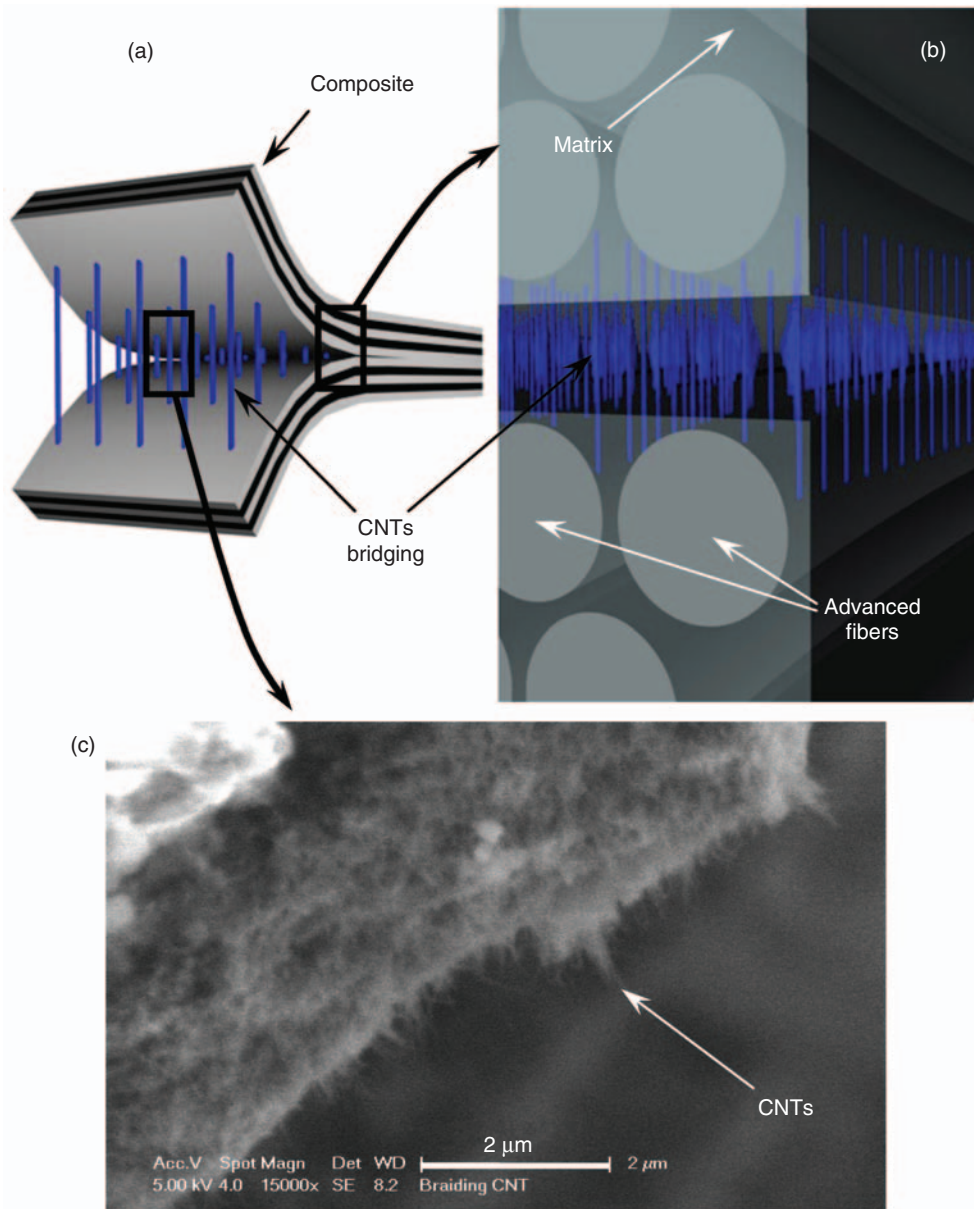 (a)
(b)
Composite
Matrix
CNTs
bridging
Advanced
fibers
(c)
CNTs
2 μm
Acc.V Spot Magn Det WD 2 μm
5.00 kV 4.0 15000x SE 8.2 Braiding CNT